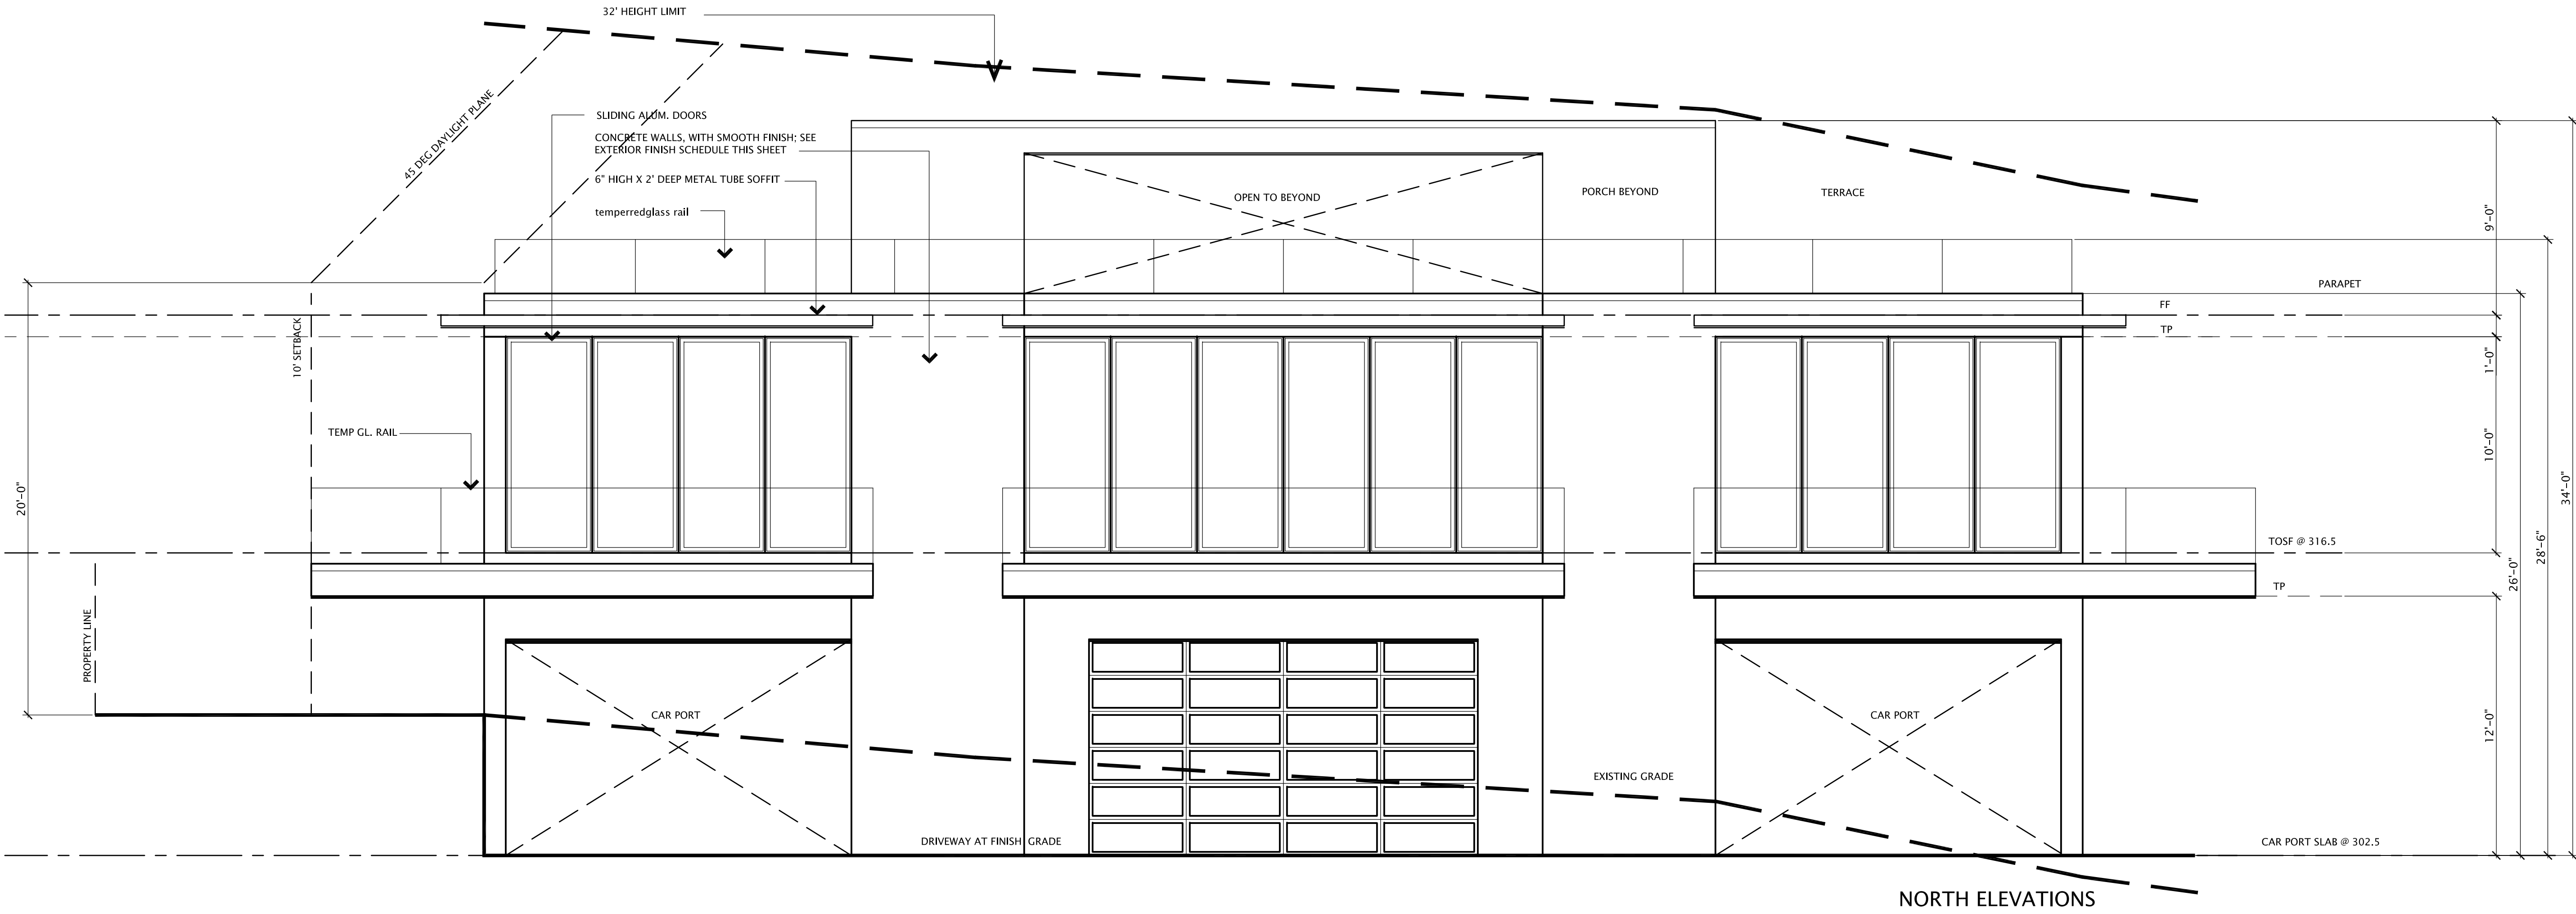 32' HEIGHT LIMIT
45 DEG DAYLIGHT PLANE
SLIDING ALUM. DOORS
CONCRETE WALLS, WITH SMOOTH FINISH; SEE
EXTERIOR FINISH SCHEDULE THIS SHEET
6" HIGH X 2' DEEP METAL TUBE SOFFIT
temperredglass rail
OPEN TO BEYOND
PORCH BEYOND
TERRACE
9'-0"
PARAPET
FF
TP
10' SETBACK
1'-0"
TEMP GL. RAIL
10'-0"
20'-0"
34'-0"
TOSF @ 316.5
28'-6"
26'-0"
TP
PROPERTY LINE
CAR PORT
CAR PORT
12'-0"
EXISTING GRADE
DRIVEWAY AT FINISH GRADE
CAR PORT SLAB @ 302.5
NORTH ELEVATIONS